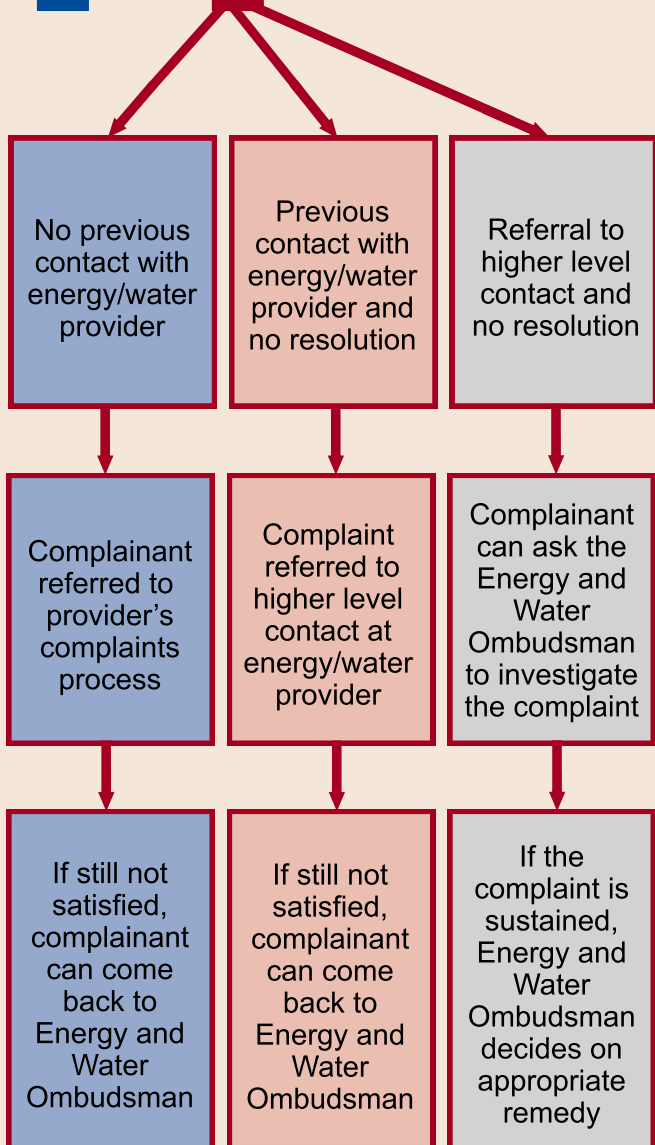 No previous
contact with
energy/water
provider
Previous
contact with
energy/water
provider and
no resolution
Referral to
higher level
contact and
no resolution
Complainant
referred to
provider’s
complaints
process
Complaint
referred to
higher level
contact at
energy/water
provider
Complainant
can ask the
Energy and
Water
Ombudsman
to investigate
the complaint
If still not
satisfied,
complainant
can come
back to
Energy and
Water
Ombudsman
If still not
satisfied,
complainant
can come
back to
Energy and
Water
Ombudsman
If the
complaint is
sustained,
Energy and
Water
Ombudsman
decides on
appropriate
remedy